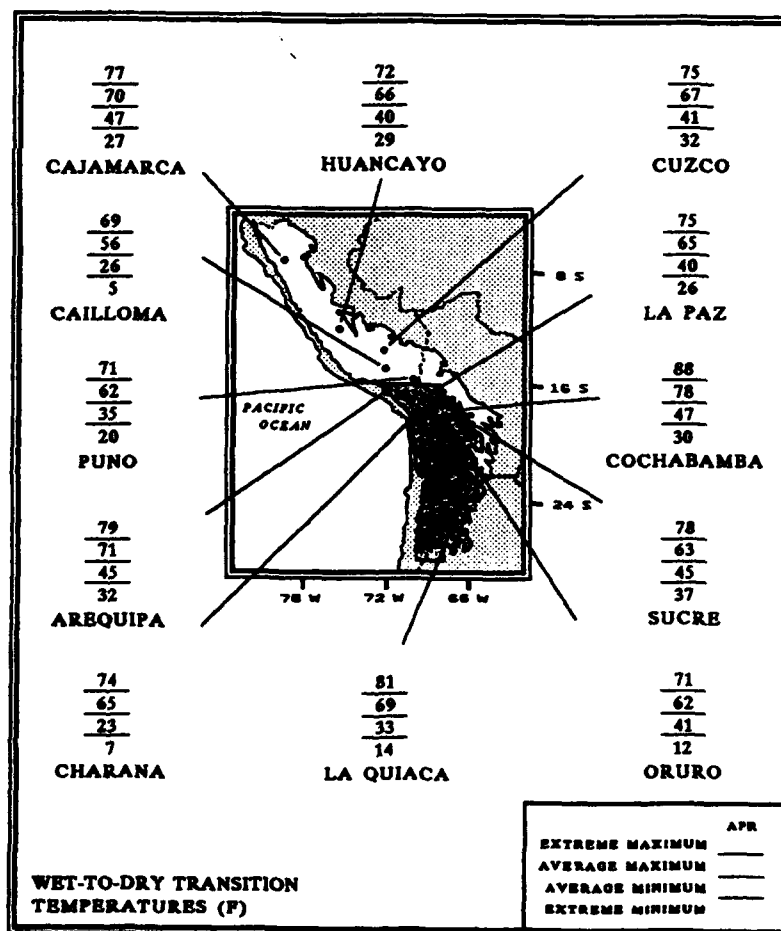 77
70
47
27
CAJAMARCA
72
66
40
29
HUANCAYO
75
67
41
32
CUZCO
69
56
26
5
CAILLOMA
75
65
40
26
LA PAZ
71
62
35
20
PUNO
88
78
47
30
COCHABAMBA
79
71
45
32
AREQUIPA
78
63
45
37
SUCRE
74
65
23
7
CHARANA
81
69
33
14
LA QUIACA
71
62
41
12
ORURO
PACIFIC
OCEAN
8 S
16 S
24 S
78 W
72 W
66 W
WET-TO-DRY TRANSITION
TEMPERATURES (F)
APR
EXTREME MAXIMUM
AVERAGE MAXIMUM
AVERAGE MINIMUM
EXTREME MINIMUM